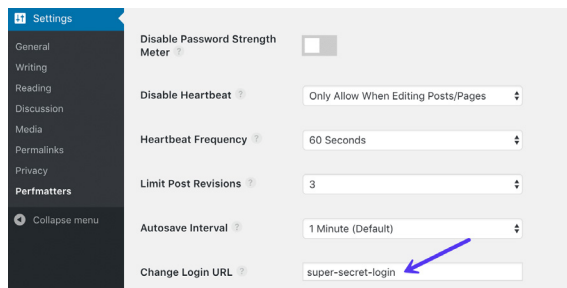 Settings
General
Writing
Reading
Discussion
Media
Permalinks
Privacy
Perfmatters
Collapse menu
Disable Password Strength
Meter ?
Disable Heartbeat ? Only Allow When Editing Posts/Pages
Heartbeat Frequency ? 60 Seconds
Limit Post Revisions ? 3
Autosave Interval ? 1 Minute (Default)
Change Login URL ? super-secret-login